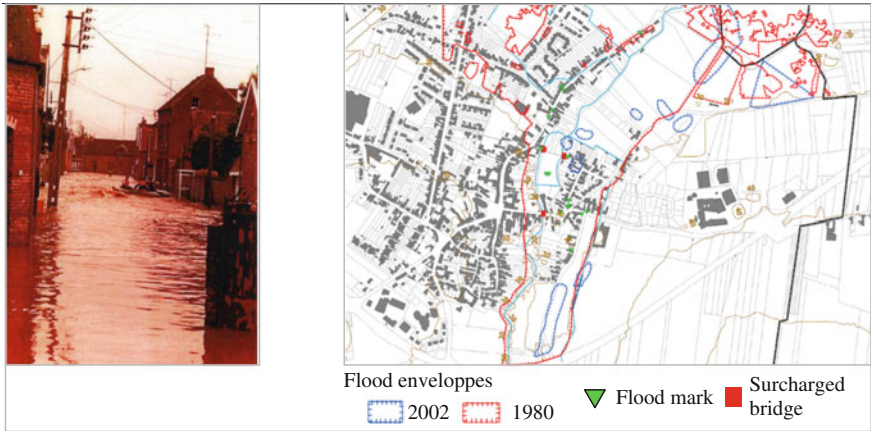 Flood enveloppes
2002
1980
Flood mark
Surcharged
bridge